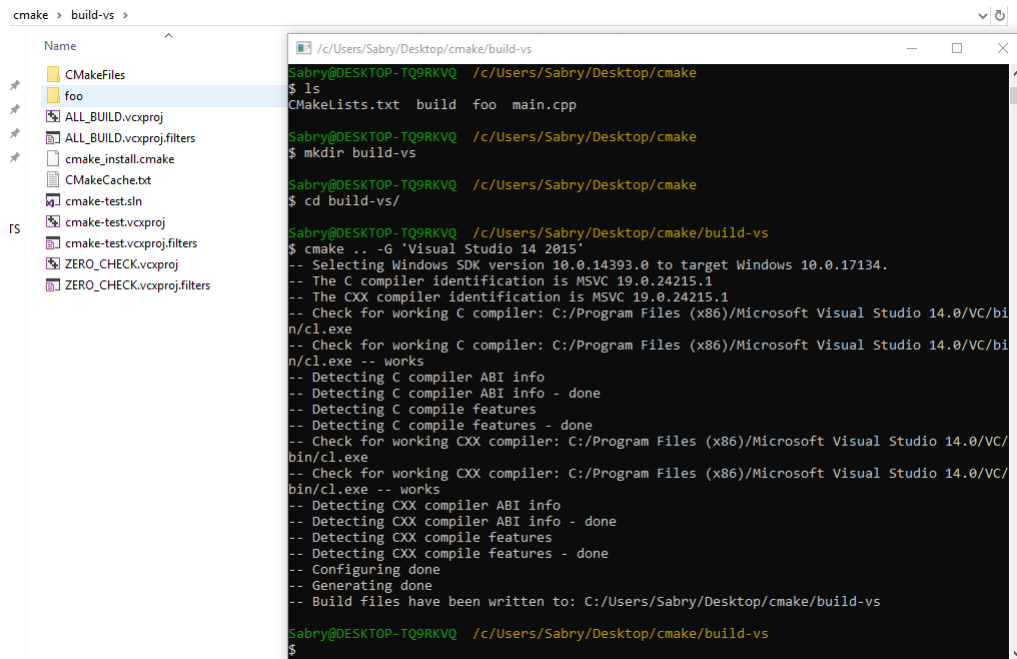 cmake > build-vs >
Name
CMakeFiles
foo
ALL_BUILD.vcxproj
ALL_BUILD.vcxproj.filters
cmake_install.cmake
CMakeCache.txt
cmake-test.sln
cmake-test.vcxproj
cmake-test.vcxproj.filters
ZERO_CHECK.vcxproj
ZERO_CHECK.vcxproj.filters
TS
/c/Users/Sabry/Desktop/cmake/build-vs
Sabry@DESKTOP-TQ9RKVQ /c/Users/Sabry/Desktop/cmake
$ ls
CMakeLists.txt build foo main.cpp
Sabry@DESKTOP-TQ9RKVQ /c/Users/Sabry/Desktop/cmake
$ mkdir build-vs
Sabry@DESKTOP-TQ9RKVQ /c/Users/Sabry/Desktop/cmake
$ cd build-vs/
Sabry@DESKTOP-TQ9RKVQ /c/Users/Sabry/Desktop/cmake/build-vs
$ cmake .. -G 'Visual Studio 14 2015'
-- Selecting Windows SDK version 10.0.14393.0 to target Windows 10.0.17134.
-- The C compiler identification is MSVC 19.0.24215.1
-- The CXX compiler identification is MSVC 19.0.24215.1
-- Check for working C compiler: C:/Program Files (x86)/Microsoft Visual Studio 14.0/VC/bi
n/cl.exe
-- Check for working C compiler: C:/Program Files (x86)/Microsoft Visual Studio 14.0/VC/bi
n/cl.exe -- works
-- Detecting C compiler ABI info
-- Detecting C compiler ABI info - done
-- Detecting C compile features
-- Detecting C compile features - done
-- Check for working CXX compiler: C:/Program Files (x86)/Microsoft Visual Studio 14.0/VC/
bin/cl.exe
-- Check for working CXX compiler: C:/Program Files (x86)/Microsoft Visual Studio 14.0/VC/
bin/cl.exe -- works
-- Detecting CXX compiler ABI info
-- Detecting CXX compiler ABI info - done
-- Detecting CXX compile features
-- Detecting CXX compile features - done
-- Configuring done
-- Generating done
-- Build files have been written to: C:/Users/Sabry/Desktop/cmake/build-vs
Sabry@DESKTOP-TQ9RKVQ /c/Users/Sabry/Desktop/cmake/build-vs
$